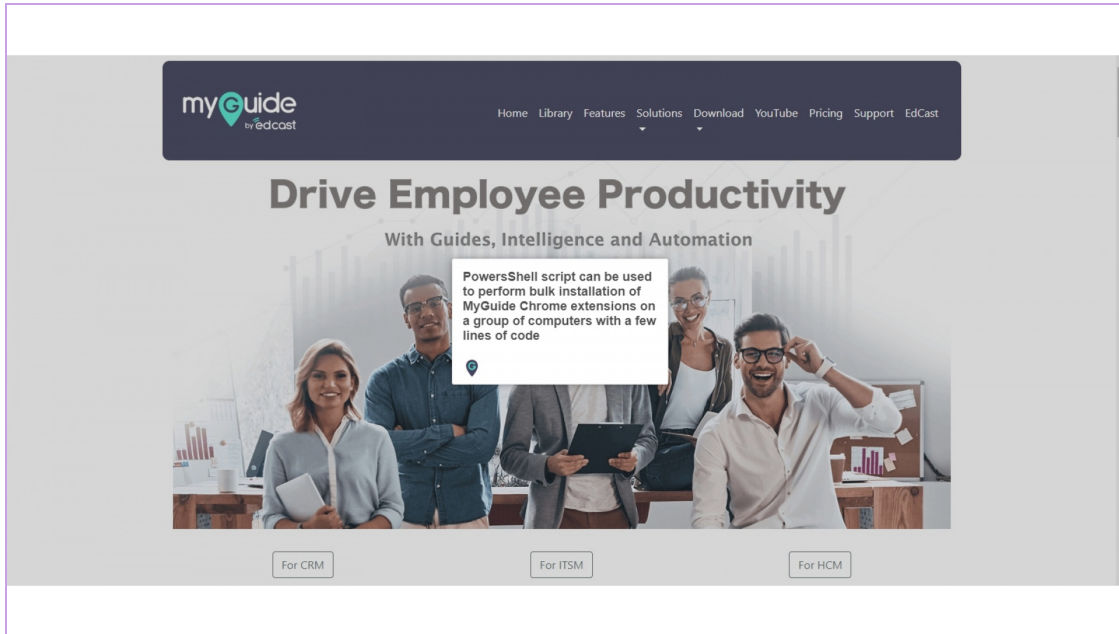 myGuide
by edcast
Home Library Features Solutions Download YouTube Pricing Support EdCast
Drive Employee Productivity
With Guides, Intelligence and Automation
PowersShell script can be used
to perform bulk installation of
MyGuide Chrome extensions on
a group of computers with a few
lines of code
G
For CRM For ITSM For HCM